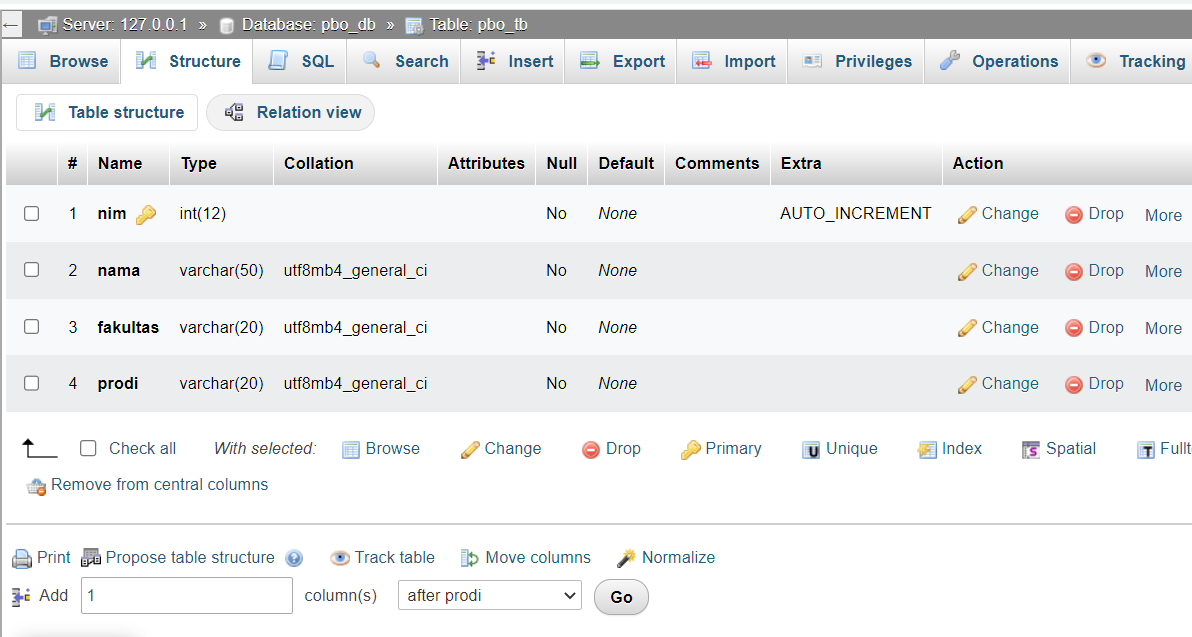 Server: 127.0.0.1 » Database: pbo_db » Table: pbo_tb
Browse Structure SQL Search Insert Export Import Privileges Operations Tracking
Table structure Relation view
# Name Type Collation Attributes Null Default Comments Extra Action
1 nim int(12) No None AUTO_INCREMENT Change Drop More
2 nama varchar(50) utf8mb4_general_ci No None Change Drop More
3 fakultas varchar(20) utf8mb4_general_ci No None Change Drop More
4 prodi varchar(20) utf8mb4_general_ci No None Change Drop More
Check all With selected: Browse Change Drop Primary Unique Index Spatial Fullt
Remove from central columns
Print Propose table structure Track table Move columns Normalize
Add 1 column(s) after prodi Go